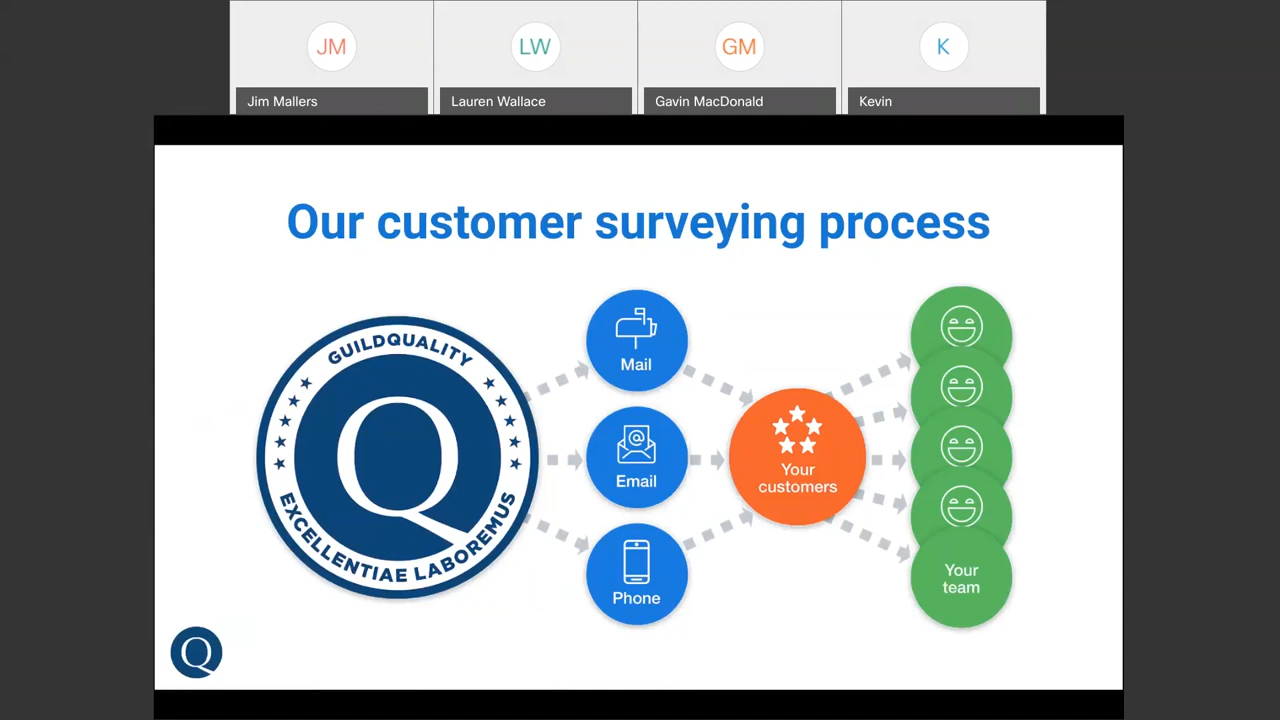 JM
LW
GM
K
Jim Mallers
Lauren Wallace
Gavin MacDonald
Kevin
Our customer surveying process
GUILDQUALITY
Q
EXCELLENTIAE LABOREMUS
Mail
@
Email
Phone
Your
customers
Your
team
Q